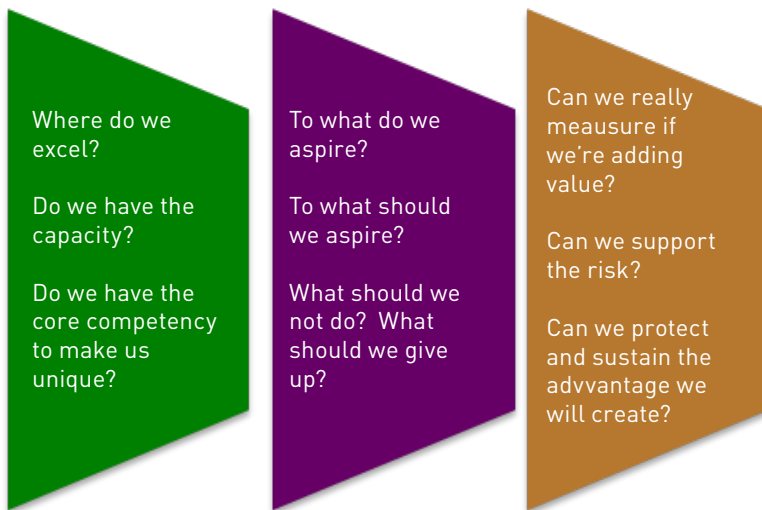 Where do we
excel?
Do we have the
capacity?
Do we have the
core competency
to make us
unique?
To what do we
aspire?
To what should
we aspire?
What should we
not do?  What
should we give
up?
Can we really
meausure if
we’re adding
value?
Can we support
the risk?
Can we protect
and sustain the
advvantage we
will create?